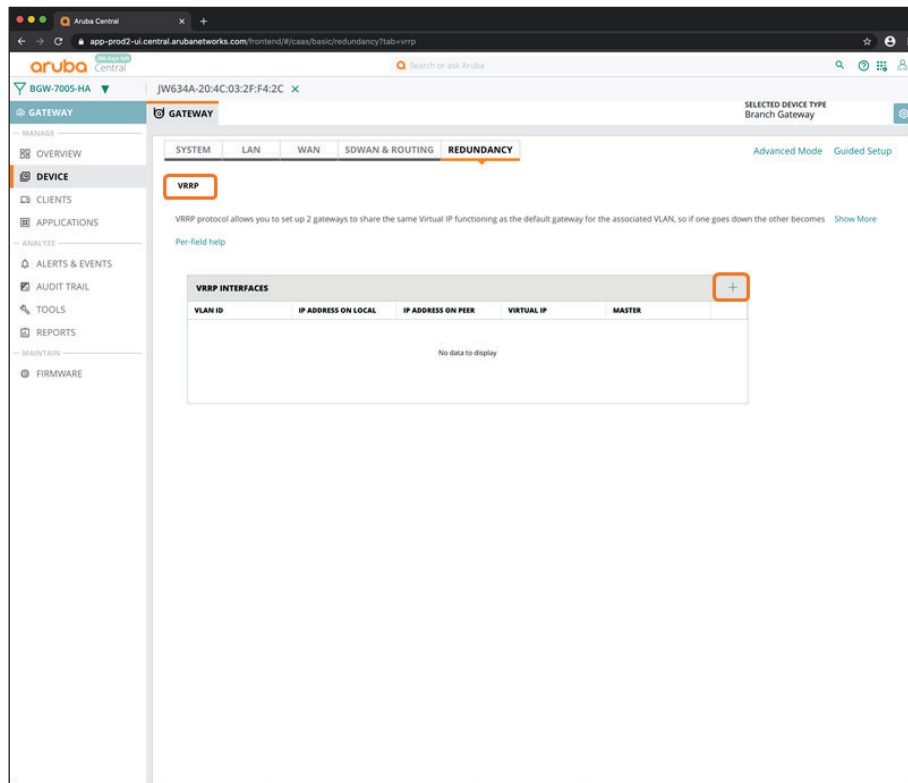 Aruba Central
app-prod2-ui.central.arubanetworks.com/frontend/#/caas/basic/redundancy?tab=vrrp
aruba Central
Search or ask Aruba
BGW-7005-HA
JW634A-20:4C:03:2F:F4:2C
GATEWAY
GATEWAY
SELECTED DEVICE TYPE
Branch Gateway
MANAGE
OVERVIEW
DEVICE
CLIENTS
APPLICATIONS
ANALYZE
ALERTS & EVENTS
AUDIT TRAIL
TOOLS
REPORTS
MAINTAIN
FIRMWARE
SYSTEM LAN WAN SDWAN & ROUTING REDUNDANCY
Advanced Mode Guided Setup
VRRP
VRRP protocol allows you to set up 2 gateways to share the same Virtual IP functioning as the default gateway for the associated VLAN, so if one goes down the other becomes Show More
Per-field help
VRRP INTERFACES
VLAN ID IP ADDRESS ON LOCAL IP ADDRESS ON PEER VIRTUAL IP MASTER
No data to display